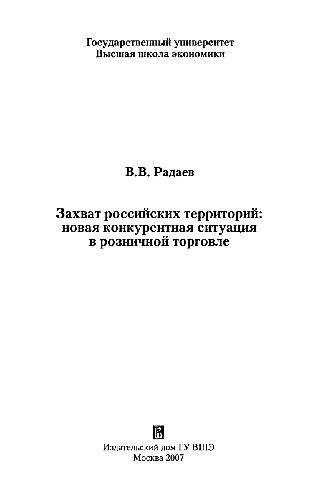 Государственный университет
Высшая школа экономики
В.В. Радаев
Захват российских территорий:
новая конкурентная ситуация
в розничной торговле
Издательский дом ГУ ВШЭ
Москва 2007